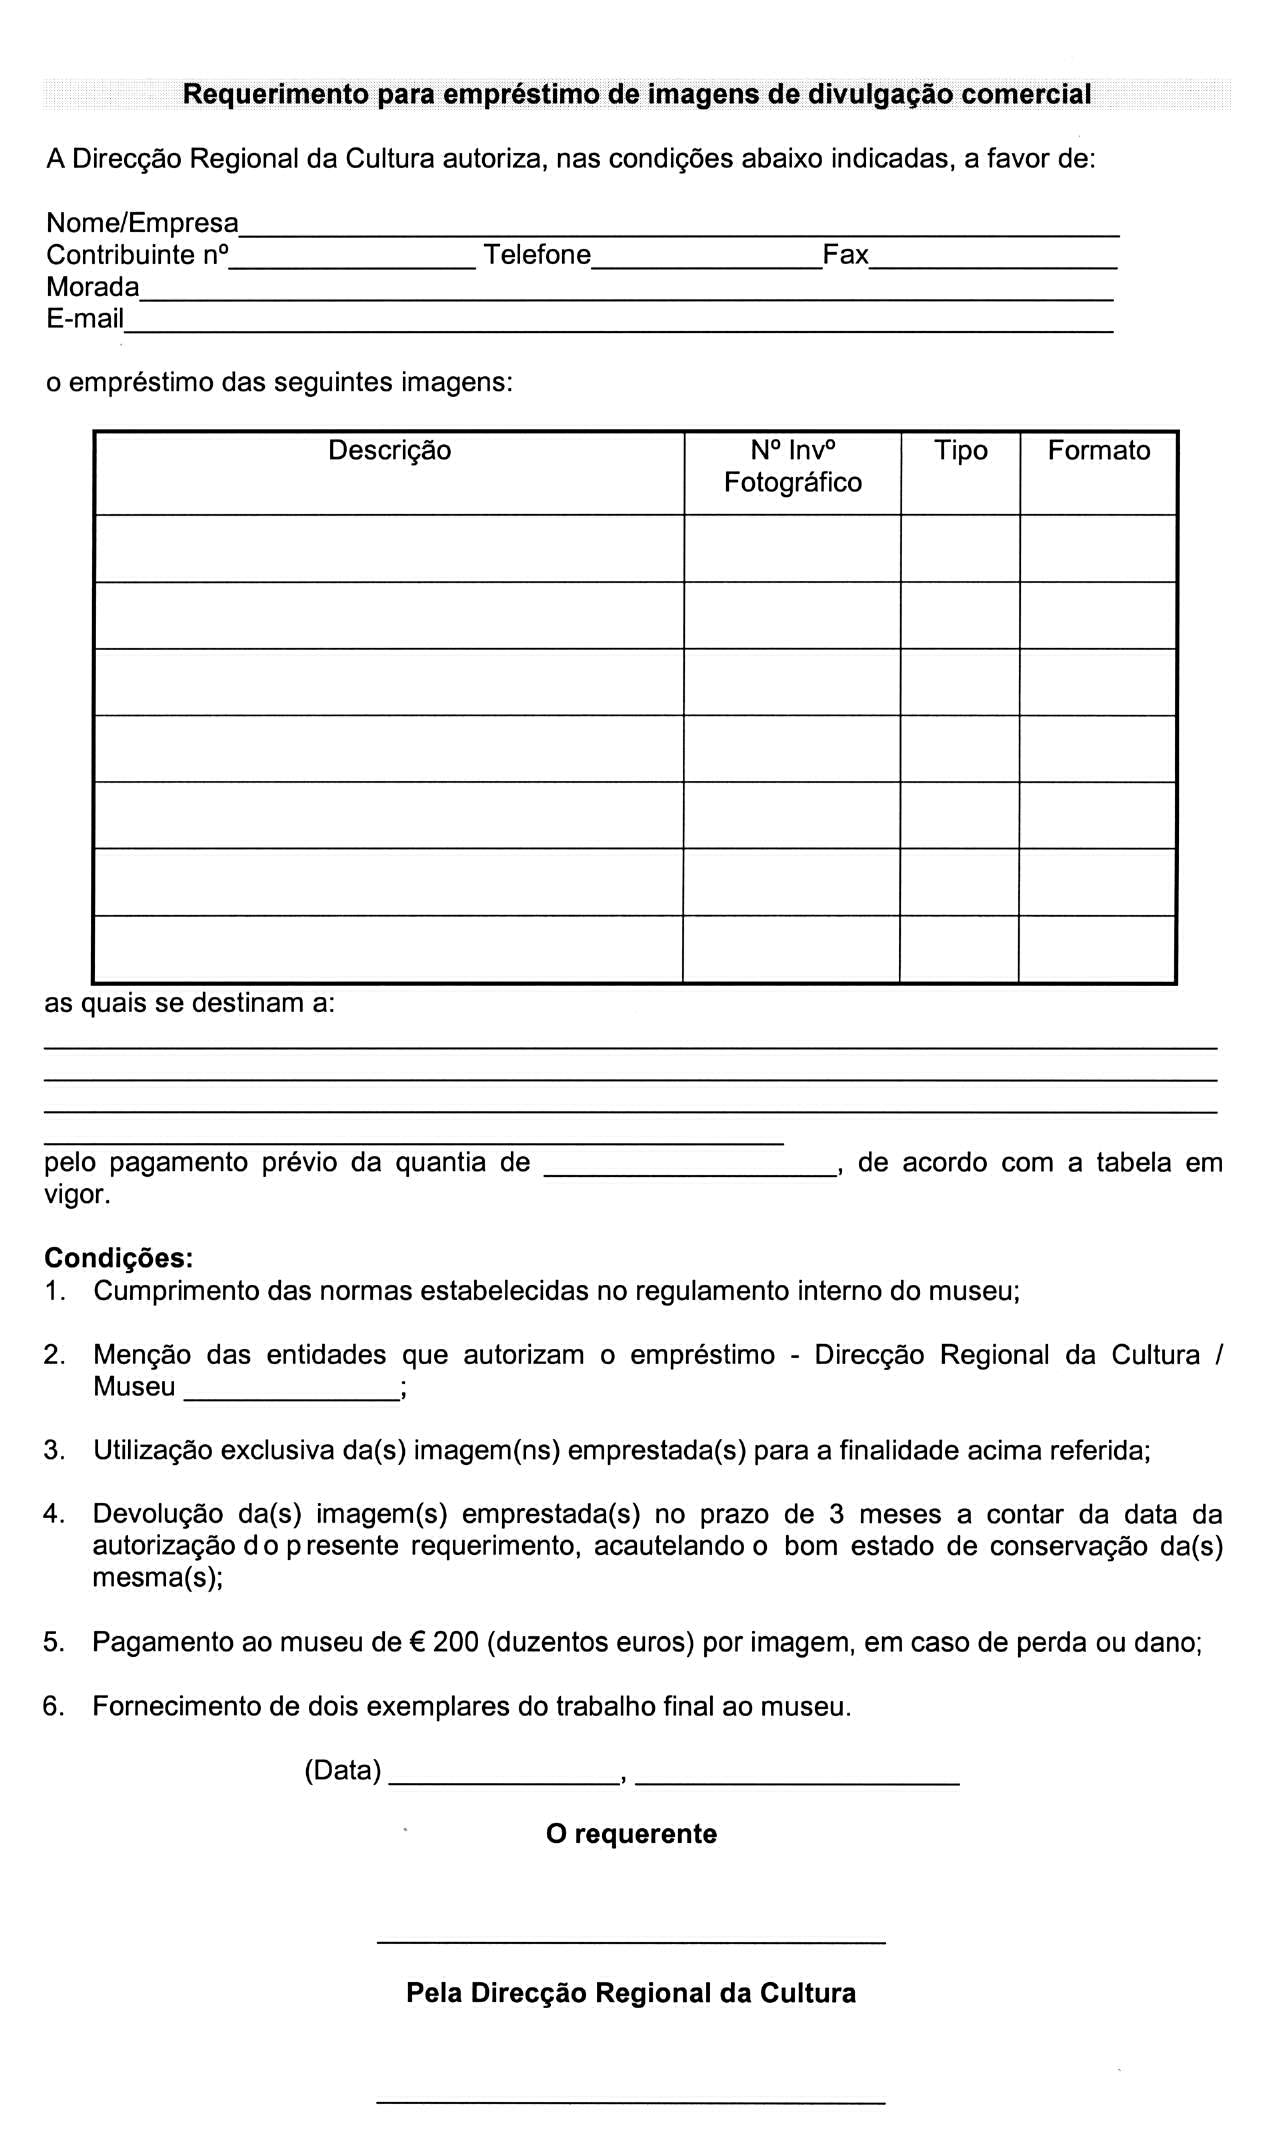 Requerimento para empréstimo de imagens de divulgação comercial
A Direcção Regional da Cultura autoriza, nas condições abaixo indicadas, a favor de:
Nome/Empresa
Contribuinte nº Telefone Fax
Morada
E-mail
o empréstimo das seguintes imagens:
Descrição Nº Invº Tipo Formato
Fotográfico
as quais se destinam a:
pelo pagamento prévio da quantia de , de acordo com a tabela em
vigor.
Condições:
1. Cumprimento das normas estabelecidas no regulamento interno do museu;
2. Menção das entidades que autorizam o empréstimo - Direcção Regional da Cultura /
Museu ;
3. Utilização exclusiva da(s) imagem(ns) emprestada(s) para a finalidade acima referida;
4. Devolução da(s) imagem(s) emprestada(s) no prazo de 3 meses a contar da data da
autorização do presente requerimento, acautelando o bom estado de conservação da(s)
mesma(s);
5. Pagamento ao museu de € 200 (duzentos euros) por imagem, em caso de perda ou dano;
6. Fornecimento de dois exemplares do trabalho final ao museu.
(Data) ,
O requerente
Pela Direcção Regional da Cultura